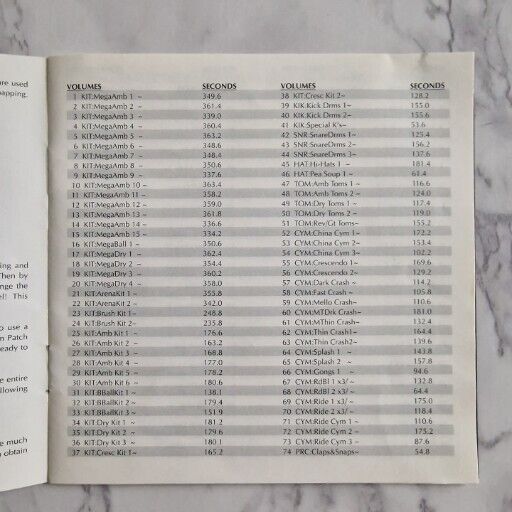 are used
apping.
ing and
Then by
nge the
el! This
o use a
n Patch
eady to
e entire
llowing
e much
g obtain
VOLUMES SECONDS
1 KIT:MegaAmb 1 ~ 349.6
2 KIT:MegaAmb 2 ~ 361.4
3 KIT:MegaAmb 3 ~ 339.0
4 KIT:MegaAmb 4 ~ 360.4
5 KIT:MegaAmb 5 ~ 363.2
6 KIT:MegaAmb 6 ~ 348.6
7 KIT:MegaAmb 7 ~ 348.4
8 KIT:MegaAmb 8 ~ 350.6
9 KIT:MegaAmb 9 ~ 337.6
10 KIT:MegaAmb 10 ~ 363.4
11 KIT:MegaAmb 11 ~ 358.2
12 KIT:MegaAmb 12 ~ 359.0
13 KIT:MegaAmb 13 ~ 361.8
14 KIT:MegaAmb 14 ~ 336.6
15 KIT:MegaAmb 15 ~ 334.2
16 KIT:MegaBall 1 ~ 350.6
17 KIT:MegaDry 1 ~ 362.4
18 KIT:MegaDry 2 ~ 354.4
19 KIT:MegaDry 3 ~ 360.2
20 KIT:MegaDry 4 ~ 358.0
21 KIT:ArenaKit 1 ~ 355.8
22 KIT:ArenaKit 2 ~ 342.0
23 KIT:Brush Kit 1~ 248.8
24 KIT:Brush Kit 2~ 235.8
25 KIT:Amb Kit 1 ~ 176.6
26 KIT:Amb Kit 2 ~ 163.2
27 KIT:Amb Kit 3 ~ 168.8
28 KIT:Amb Kit 4 ~ 177.0
29 KIT:Amb Kit 5 ~ 178.2
30 KIT:Amb Kit 6 ~ 180.6
31 KIT:BBallKit 1 ~ 138.1
32 KIT:BBallKit 2 ~ 179.4
33 KIT:BBallKit 3 ~ 151.9
34 KIT:Dry Kit 1 ~ 181.2
35 KIT:Dry Kit 2 ~ 179.6
36 KIT:Dry Kit 3 ~ 180.1
37 KIT:Cresc Kit 1~ 165.2
VOLUMES SECONDS
38 KIT:Cresc Kit 2~ 128.2
39 KIK:Kick Drms 1~ 155.0
40 KIK:Kick Drms 2~ 155.6
41 KIK:Special K's~ 53.6
42 SNR:SnareDrms 1~ 125.4
43 SNR:SnareDrms 2~ 156.2
44 SNR:SnareDrms 3~ 137.6
45 HAT:Hi-Hats 1 ~ 181.4
46 HAT:Pea Soup 1 ~ 61.4
47 TOM:Amb Toms 1 ~ 116.6
48 TOM:Amb Toms 2 ~ 124.0
49 TOM:Dry Toms 1 ~ 117.4
50 TOM:Dry Toms 2 ~ 119.0
51 TOM:Rev/Gt Toms~ 155.2
52 CYM:China Cym 1~ 172.2
53 CYM:China Cym 2~ 153.4
54 CYM:China Cym 3~ 102.2
55 CYM:Crescendo 1~ 269.6
56 CYM:Crescendo 2~ 129.2
57 CYM:Dark Crash ~ 114.2
58 CYM:Fast Crash ~ 105.8
59 CYM:Mello Crash~ 110.6
60 CYM:MTDrk Crash~ 181.0
61 CYM:MThin Crash~ 132.4
62 CYM:Thin Crash1~ 164.4
63 CYM:Thin Crash2~ 139.6
64 CYM:Splash 1 ~ 143.8
65 CYM:Splash 2 ~ 157.8
66 CYM:Gongs 1 ~ 94.6
67 CYM:RdBl 1 x3/ ~ 132.8
68 CYM:RdBl 2 x3/ ~ 64.4
69 CYM:Ride 1 x3/ ~ 175.0
70 CYM:Ride 2 x3/ ~ 118.4
71 CYM:Ride Cym 1 ~ 110.6
72 CYM:Ride Cym 2 ~ 175.2
73 CYM:Ride Cym 3 ~ 87.6
74 PRC:Claps&Snaps~ 54.8